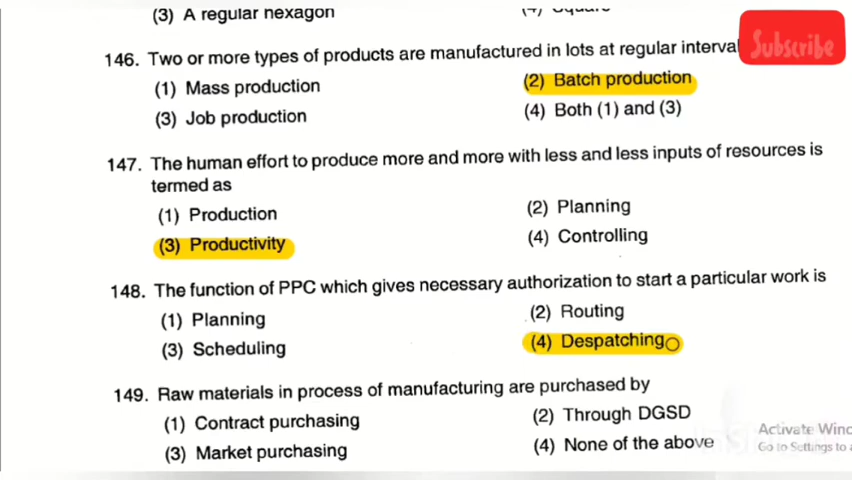 (3) A regular nexagon
(4) Square
Subscribe
146. Two or more types of products are manufactured in lots at regular interval
(1) Mass production
(2) Batch production
(3) Job production
(4) Both (1) and (3)
147. The human effort to produce more and more with less and less inputs of resources is
termed as
(1) Production
(2) Planning
(3) Productivity
(4) Controlling
148. The function of PPC which gives necessary authorization to start a particular work is
(1) Planning
(2) Routing
(3) Scheduling
(4) Despatching
149. Raw materials in process of manufacturing are purchased by
(1) Contract purchasing
(2) Through DGSD
(3) Market purchasing
(4) None of the above
Activate Winc
Go to Settings to a